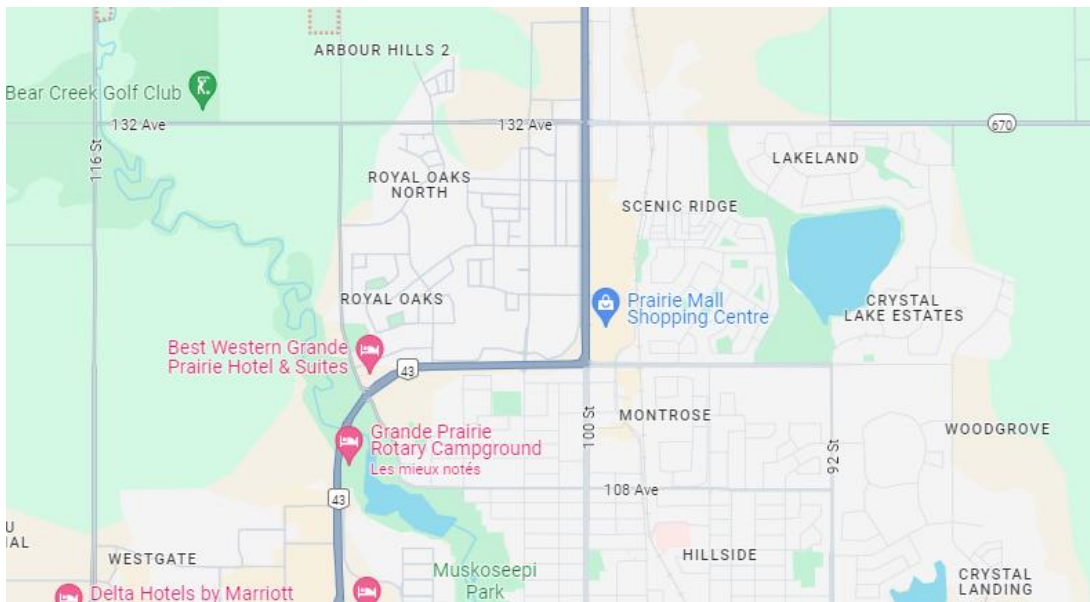 ARBOUR HILLS 2
Bear Creek Golf Club
132 Ave
132 Ave
670
116 St
LAKELAND
ROYAL OAKS
NORTH
SCENIC RIDGE
ROYAL OAKS
Prairie Mall
Shopping Centre
CRYSTAL
LAKE ESTATES
Best Western Grande
Prairie Hotel & Suites
43
MONTROSE
100 St
WOODGROVE
Grande Prairie
Rotary Campground
Les mieux notés
92 St
43
108 Ave
U
IAL
WESTGATE
HILLSIDE
Muskoseepi
Park
CRYSTAL
LANDING
Delta Hotels by Marriott